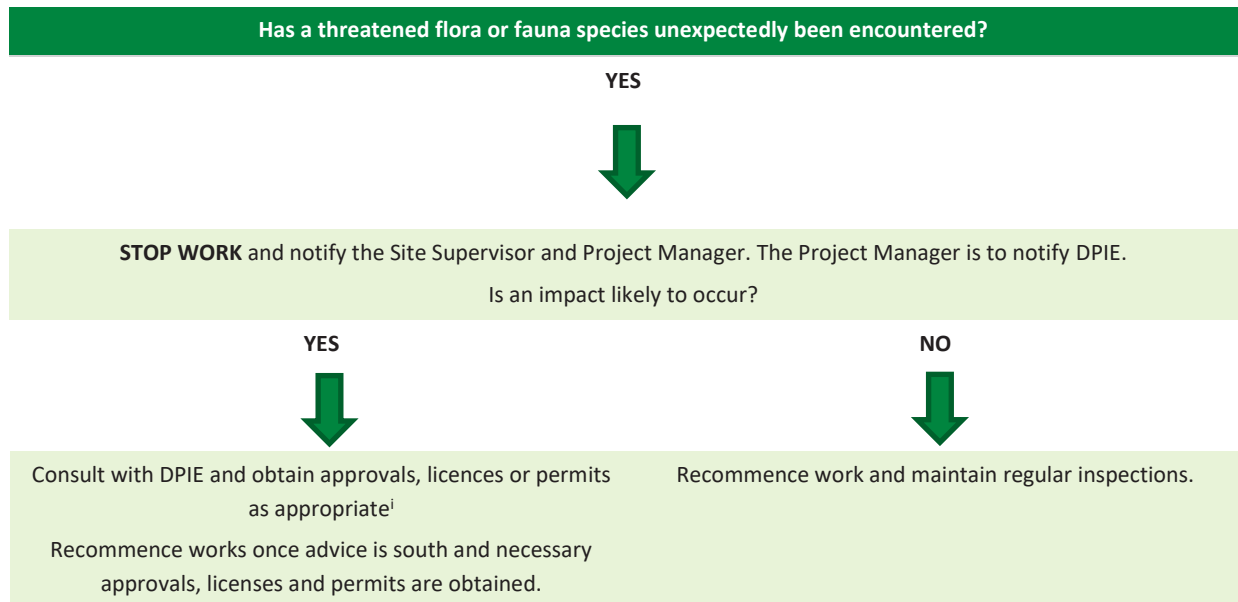 Has a threatened flora or fauna species unexpectedly been encountered?
YES
STOP WORK and notify the Site Supervisor and Project Manager. The Project Manager is to notify DPIE.
Is an impact likely to occur?
YES
Consult with DPIE and obtain approvals, licences or permits
as appropriateⁱ
Recommence works once advice is south and necessary
approvals, licenses and permits are obtained.
NO
Recommence work and maintain regular inspections.